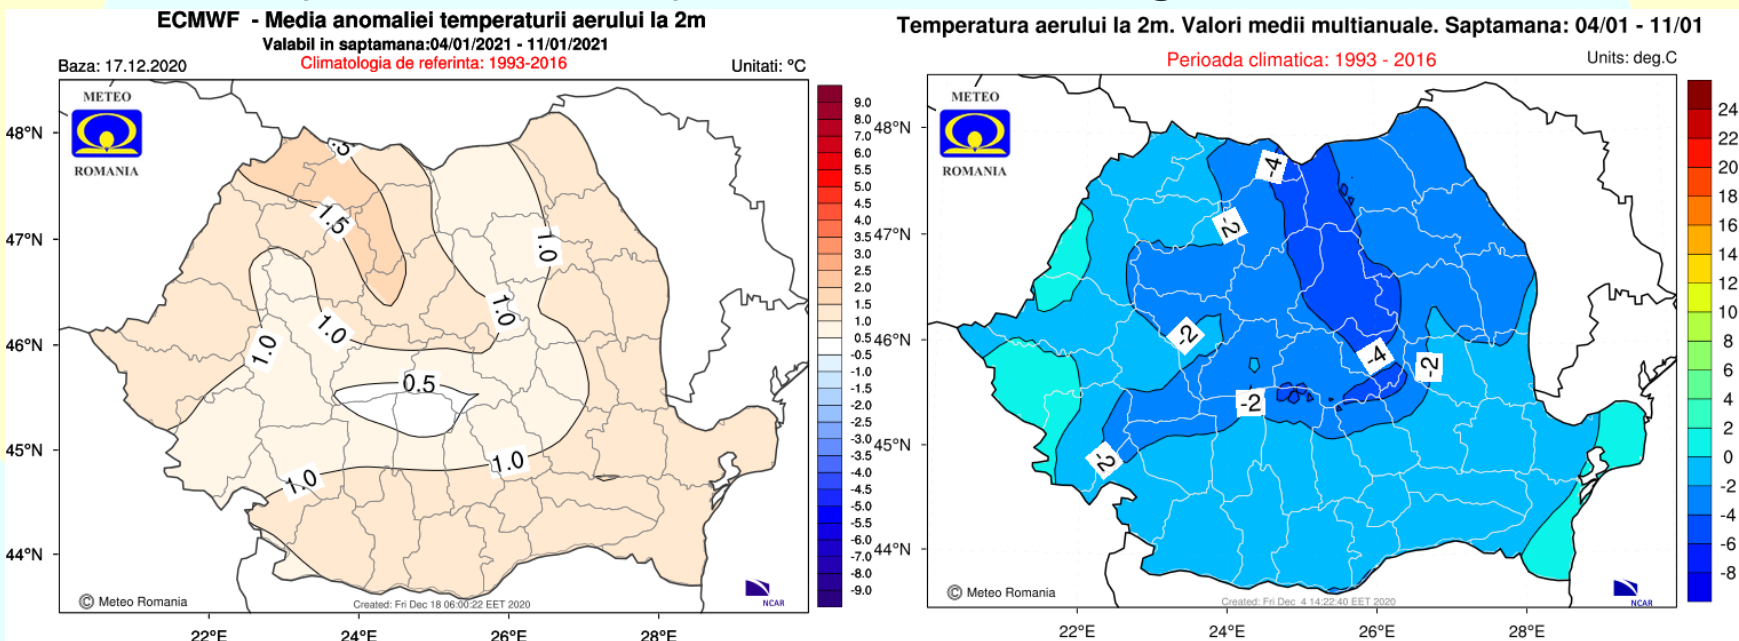 ECMWF - Media anomaliei temperaturii aerului la 2m
Valabil in saptamana:04/01/2021 - 11/01/2021
Baza: 17.12.2020
Climatologia de referinta: 1993-2016
Unitati: °C
METEO
ROMANIA
48°N
47°N
46°N
45°N
44°N
22°E
24°E
26°E
28°E
.5
1.5
1.0
1.0
1.0
1.0
0.5
1.0
1.0
9.0
8.0
7.0
6.0
5.5
5.0
4.5
4.0
3.5
3.0
2.5
2.0
1.5
1.0
0.5
-0.5
-1.0
-1.5
-2.0
-2.5
-3.0
-3.5
-4.0
-4.5
-5.0
-5.5
-6.0
-7.0
-8.0
-9.0
© Meteo Romania
Created: Fri Dec 18 06:00:22 EET 2020
NCAR
Temperatura aerului la 2m. Valori medii multianuale. Saptamana: 04/01 - 11/01
Perioada climatica: 1993 - 2016
Units: deg.C
METEO
ROMANIA
48°N
47°N
46°N
45°N
44°N
22°E
24°E
26°E
28°E
-4
-2
-2
-4
-2
-2
-2
24
22
20
18
16
14
12
10
8
6
4
2
0
-2
-4
-6
-8
© Meteo Romania
Created: Fri Dec 4 14:22:40 EET 2020
NCAR